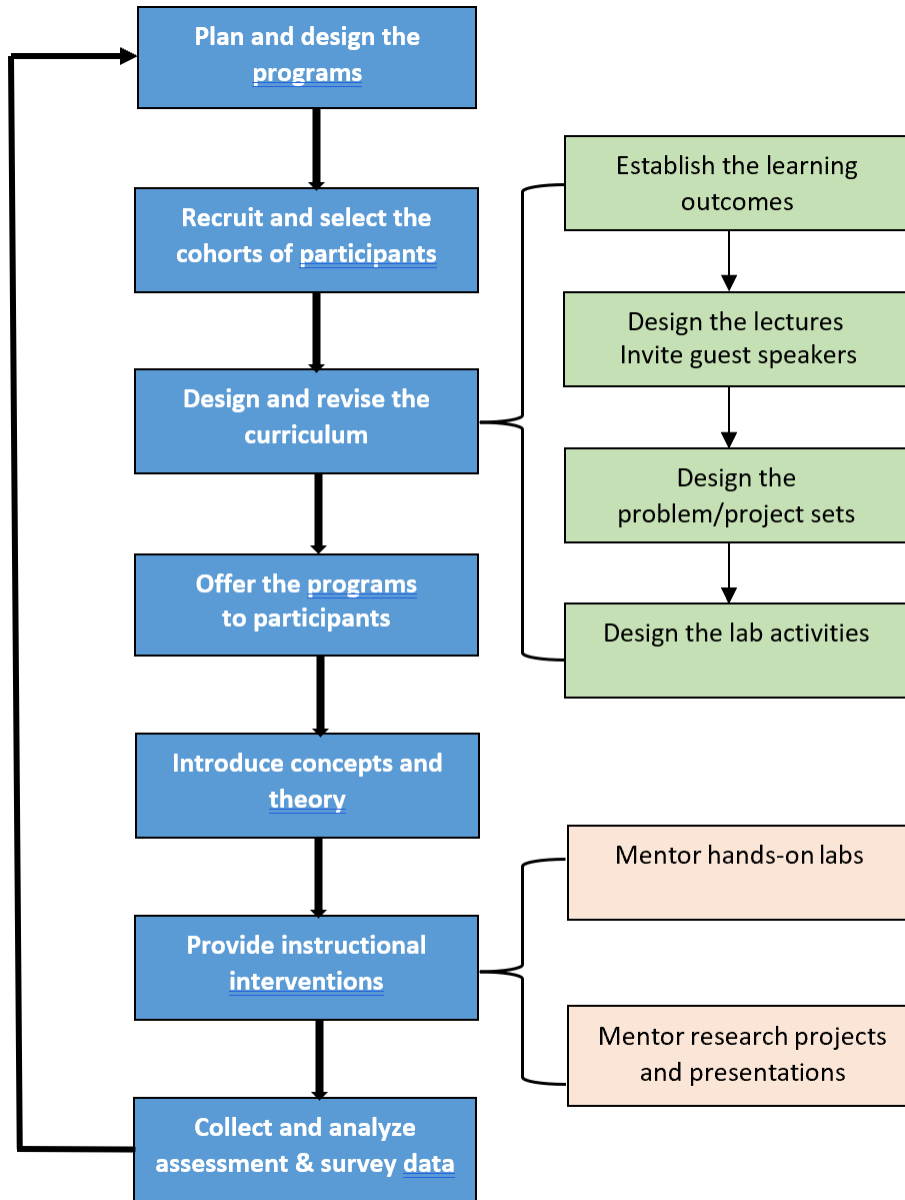 Plan and design the
programs
Recruit and select the
cohorts of participants
Design and revise the
curriculum
Offer the programs
to participants
Introduce concepts and
theory
Provide instructional
interventions
Collect and analyze
assessment & survey data
Establish the learning
outcomes
Design the lectures
Invite guest speakers
Design the
problem/project sets
Design the lab activities
Mentor hands-on labs
Mentor research projects
and presentations